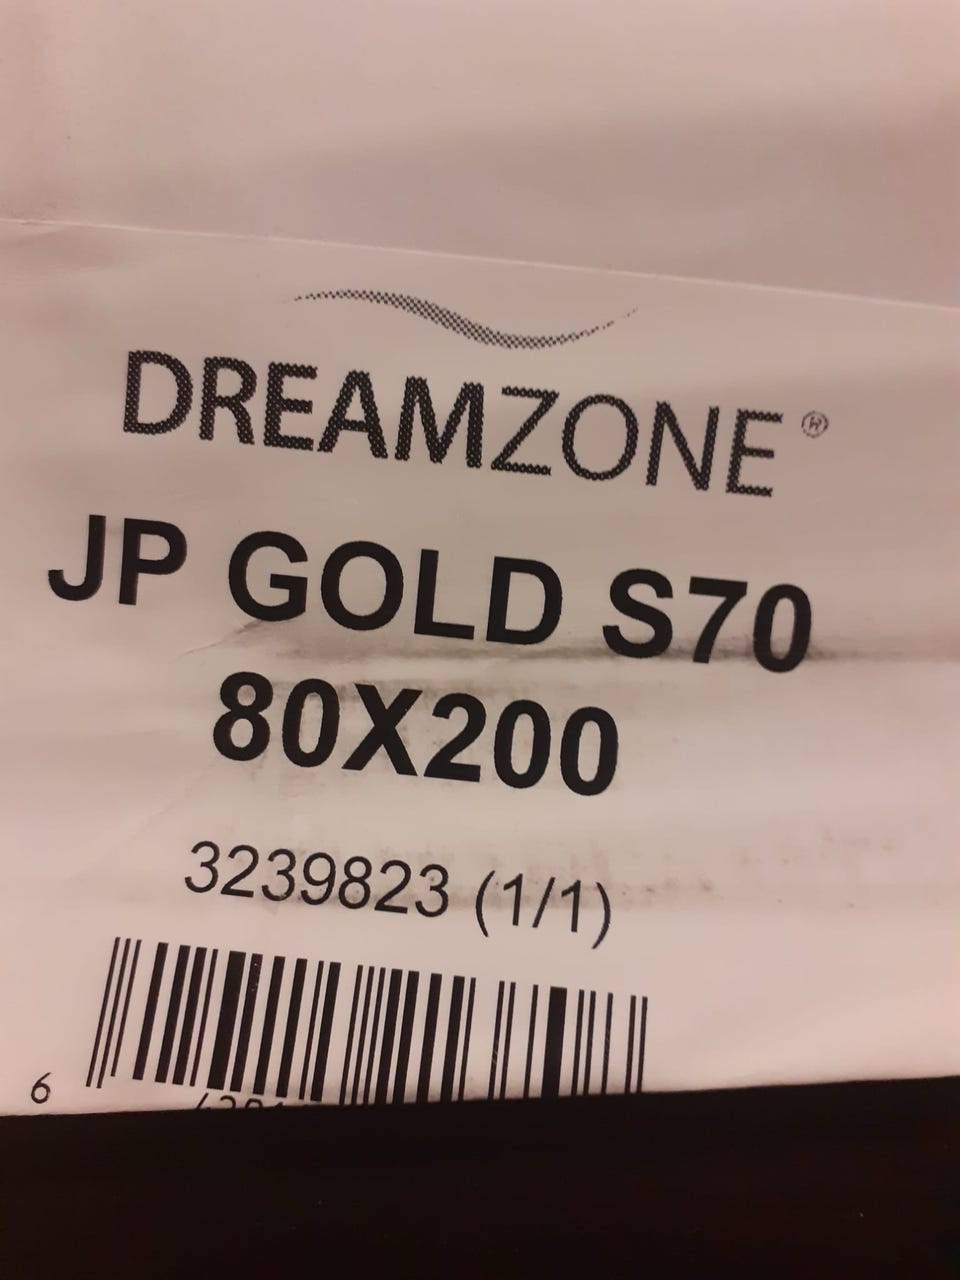 DREAMZONE®
JP GOLD S70
80X200
3239823 (1/1)
6